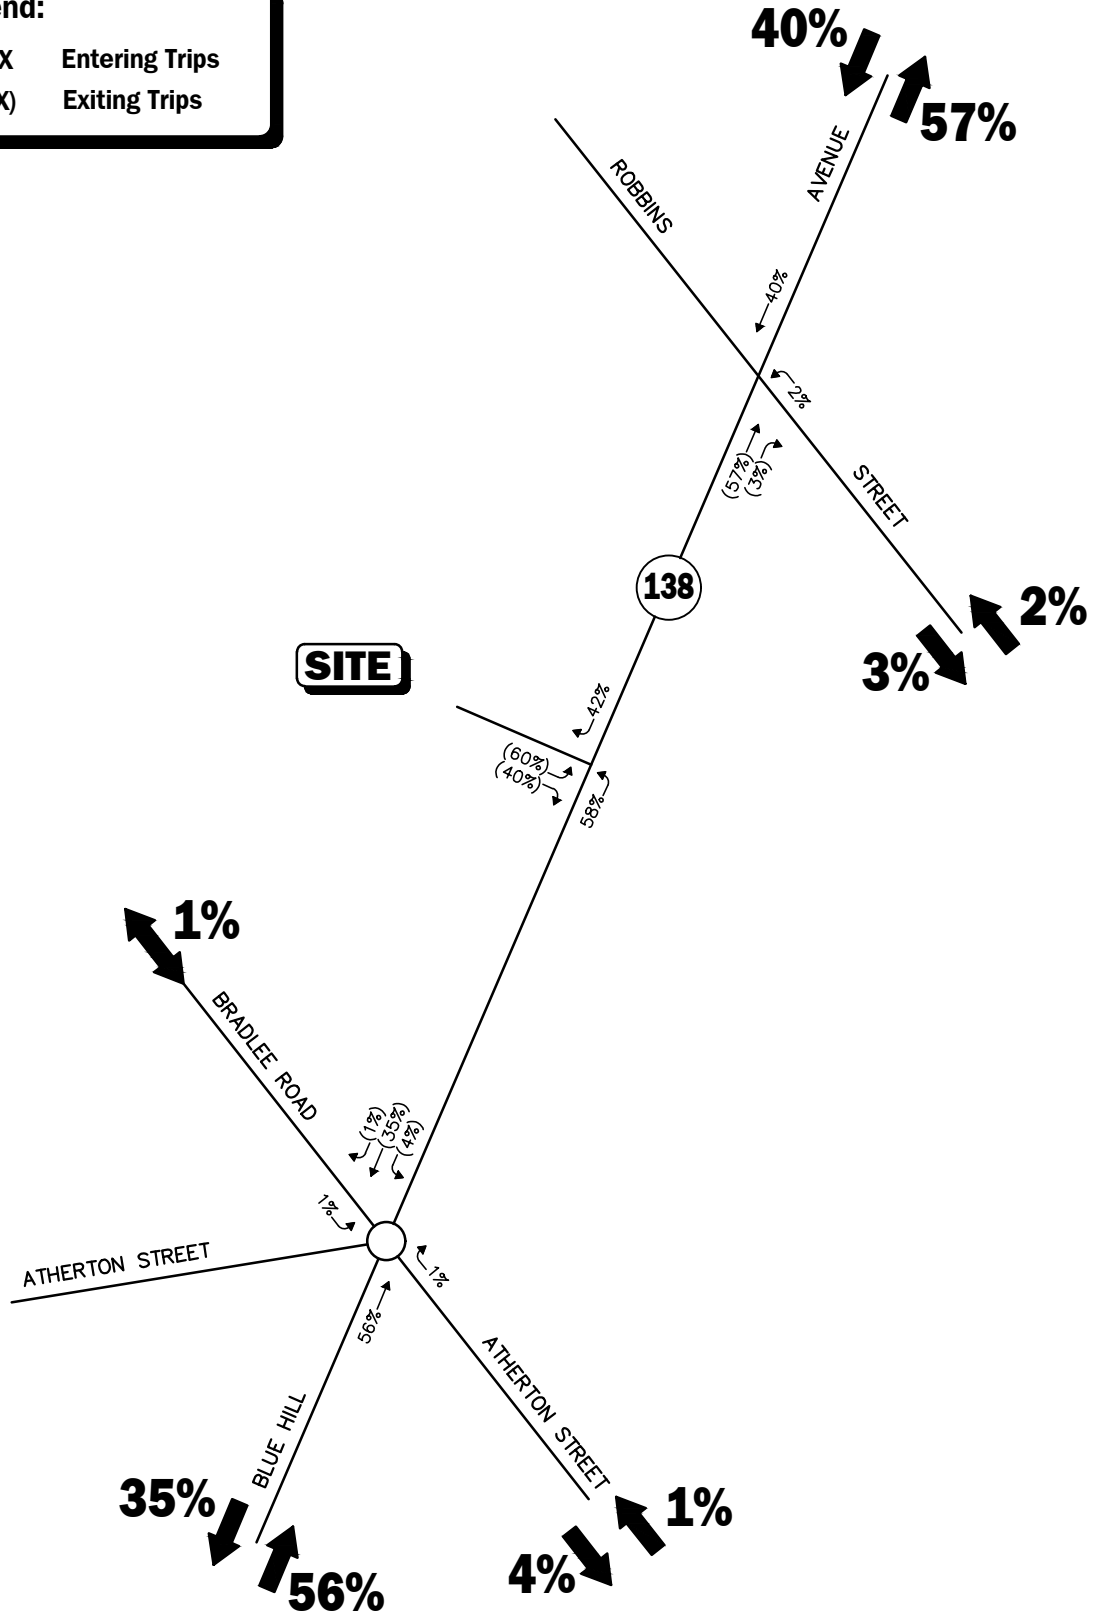 end:
X Entering Trips
X) Exiting Trips
40%
57%
AVENUE
ROBBINS
40%
2%
(57%)
(3%)
STREET
138
2%
3%
SITE
42%
(60%)
(40%)
58%
1%
BRADLEE ROAD
(1%)
(35%)
(4%)
1%
ATHERTON STREET
1%
56%
ATHERTON STREET
BLUE HILL
35%
56%
1%
4%